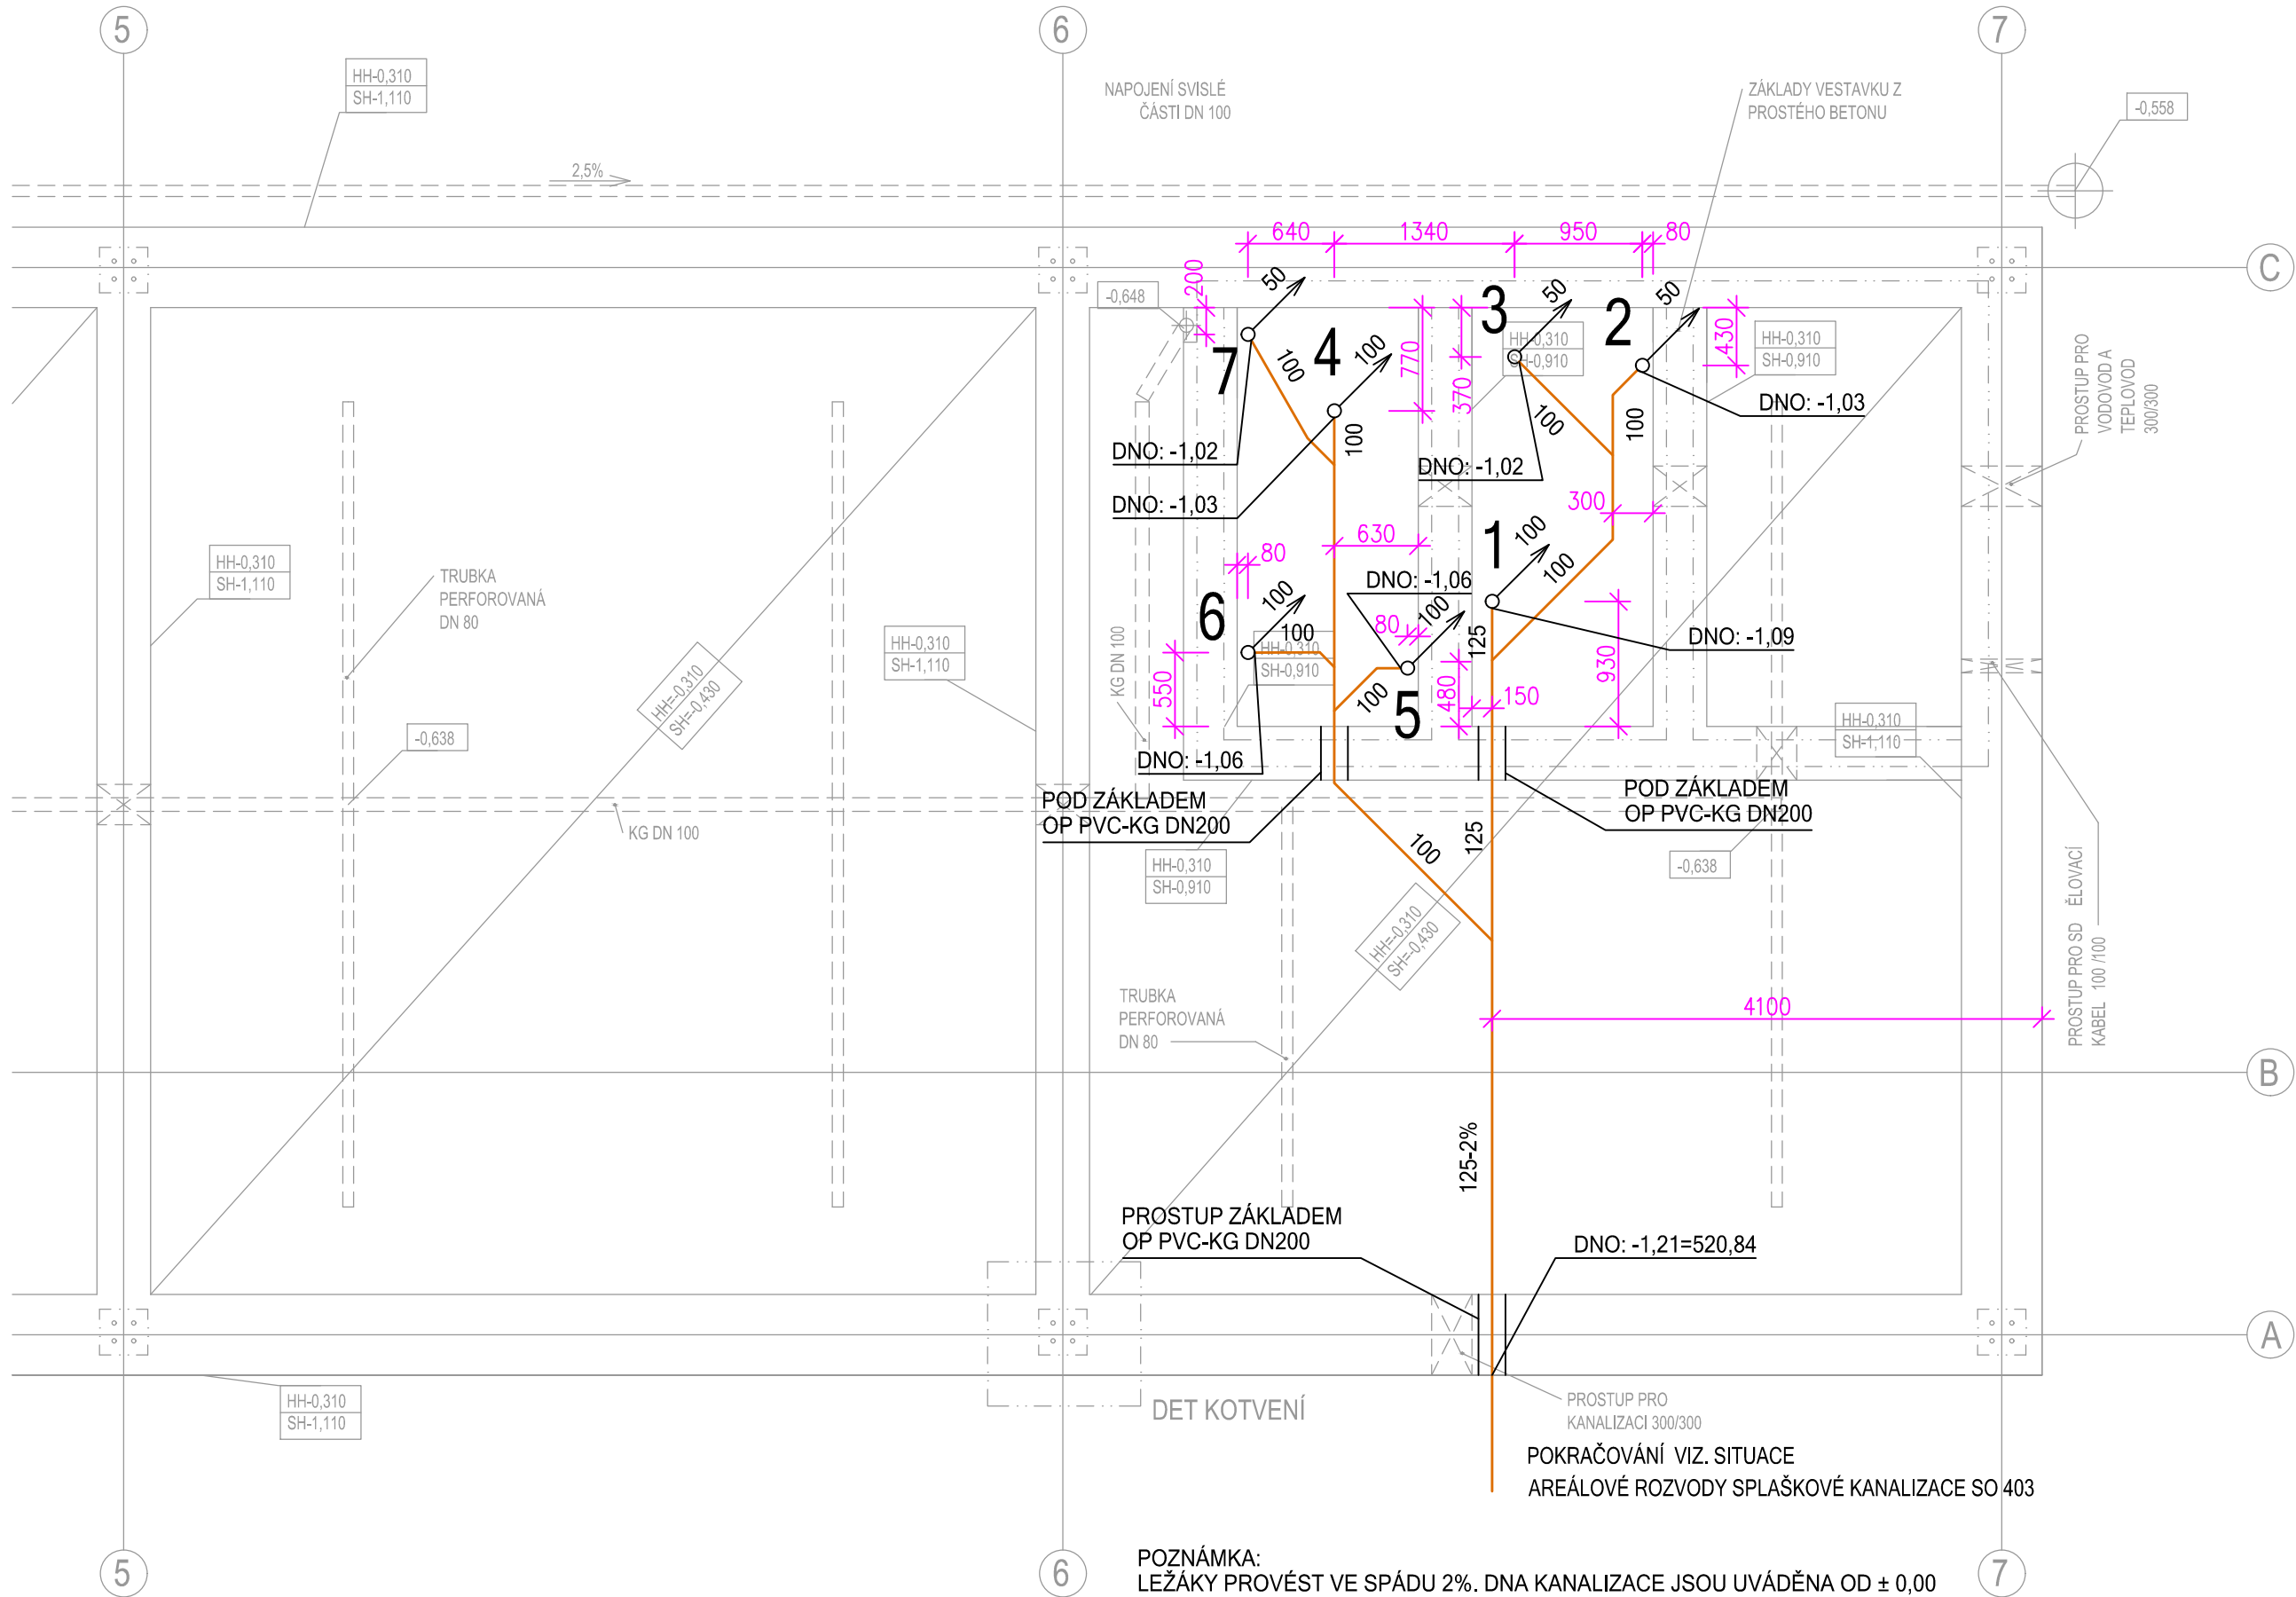 5
6
7
HH-0,310
SH-1,110
NAPOJENÍ SVISLÉ
ČÁSTI DN 100
ZÁKLADY VESTAVKU Z
PROSTÉHO BETONU
-0,558
2,5%
640
1340
950
80
C
200
-0,648
50
50
50
3
2
430
HH-0,310
SH-0,910
HH-0,310
SH-0,910
7
4
100
100
770
370
PROSTUP PRO
VODOVOD A
TEPLOVOD
300/300
DNO: -1,03
100
100
100
DNO: -1,02
DNO: -1,02
DNO: -1,03
300
630
1
100
100
80
HH-0,310
SH-1,110
TRUBKA
PERFOROVANÁ
DN 80
DNO: -1,06
6
100
100
80
100
125
930
DNO: -1,09
HH-0,310
SH-1,110
HH-0,310
SH-0,910
KG DN 100
HH=-0,310
SH=-0,430
550
100
5
480
150
HH-0,310
SH-1,110
-0,638
DNO: -1,06
POD ZÁKLADEM
OP PVC-KG DN200
POD ZÁKLADEM
OP PVC-KG DN200
KG DN 100
125
100
HH-0,310
SH-0,910
-0,638
HH=-0,310
SH=-0,430
PROSTUP PRO SD ĚLOVACÍ
KABEL 100 /100
TRUBKA
PERFOROVANÁ
DN 80
4100
B
125-2%
PROSTUP ZÁKLADEM
OP PVC-KG DN200
DNO: -1,21=520,84
A
HH-0,310
SH-1,110
DET KOTVENÍ
PROSTUP PRO
KANALIZACI 300/300
POKRAČOVÁNÍ VIZ. SITUACE
AREÁLOVÉ ROZVODY SPLAŠKOVÉ KANALIZACE SO 403
5
6
7
POZNÁMKA:
LEŽÁKY PROVÉST VE SPÁDU 2%. DNA KANALIZACE JSOU UVÁDĚNA OD ± 0,00